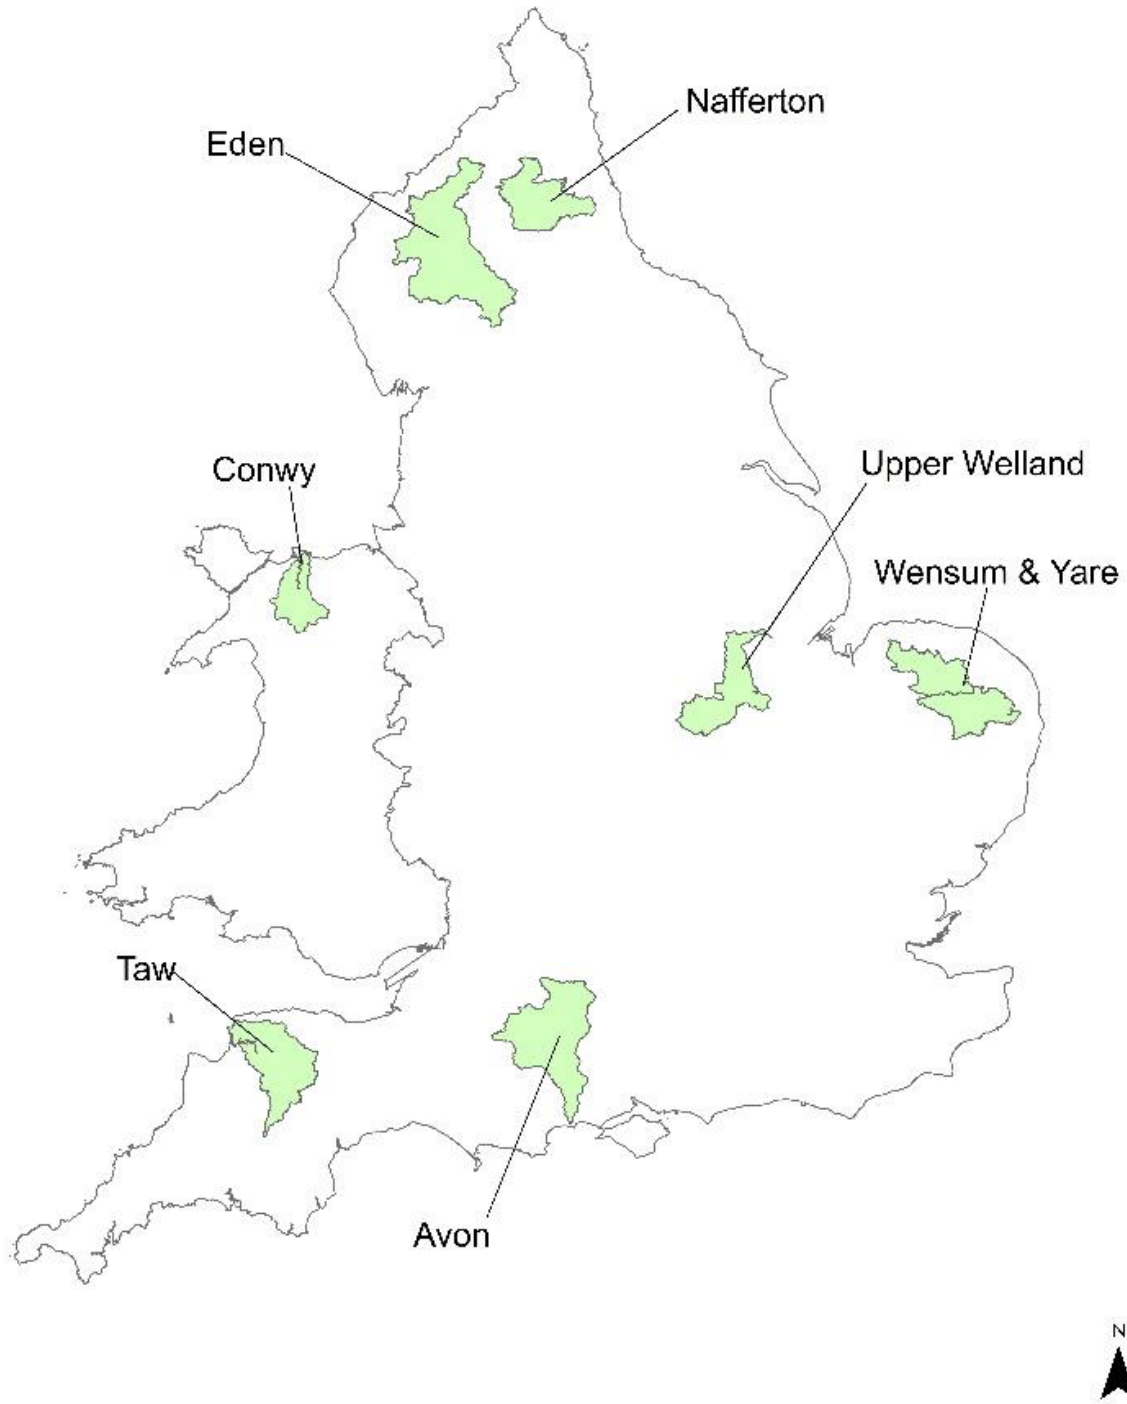 Nafferton
Eden
Upper Welland
Conwy
Wensum & Yare
Taw
Avon
N